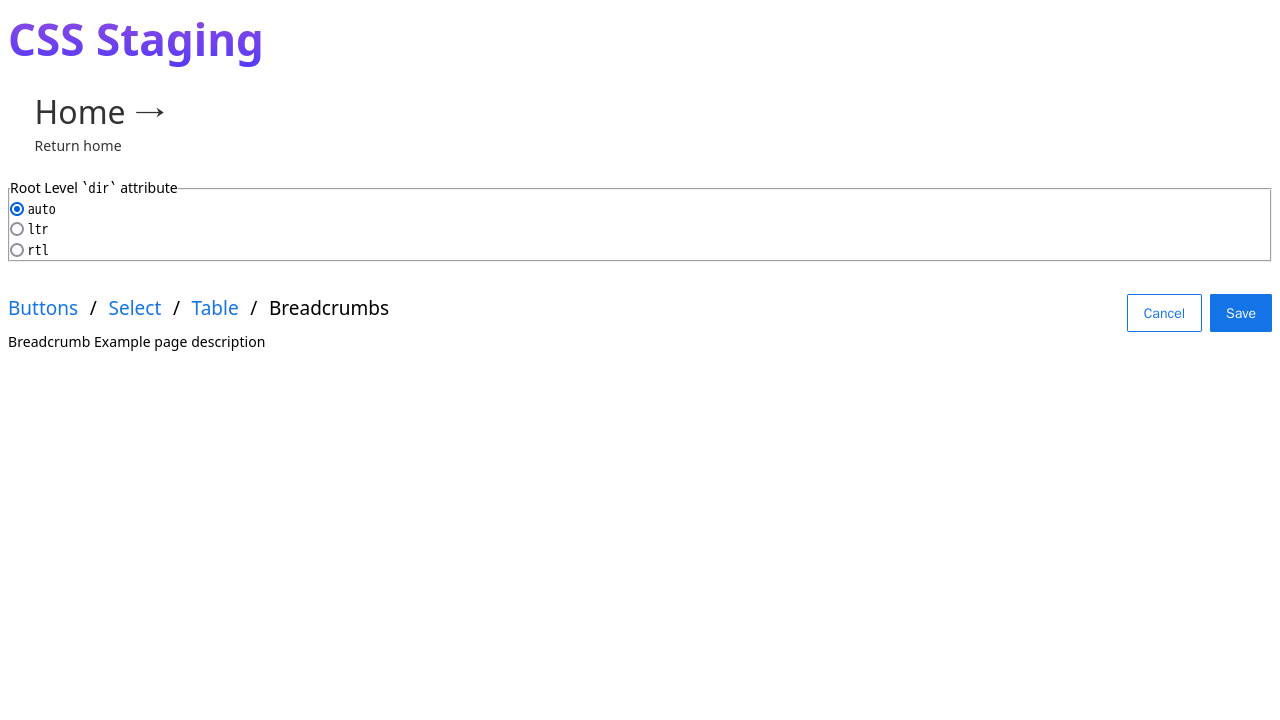 CSS Staging
Home →
Return home
Root Level `dir` attribute
auto
ltr
rtl
Buttons / Select / Table / Breadcrumbs
Cancel Save
Breadcrumb Example page description